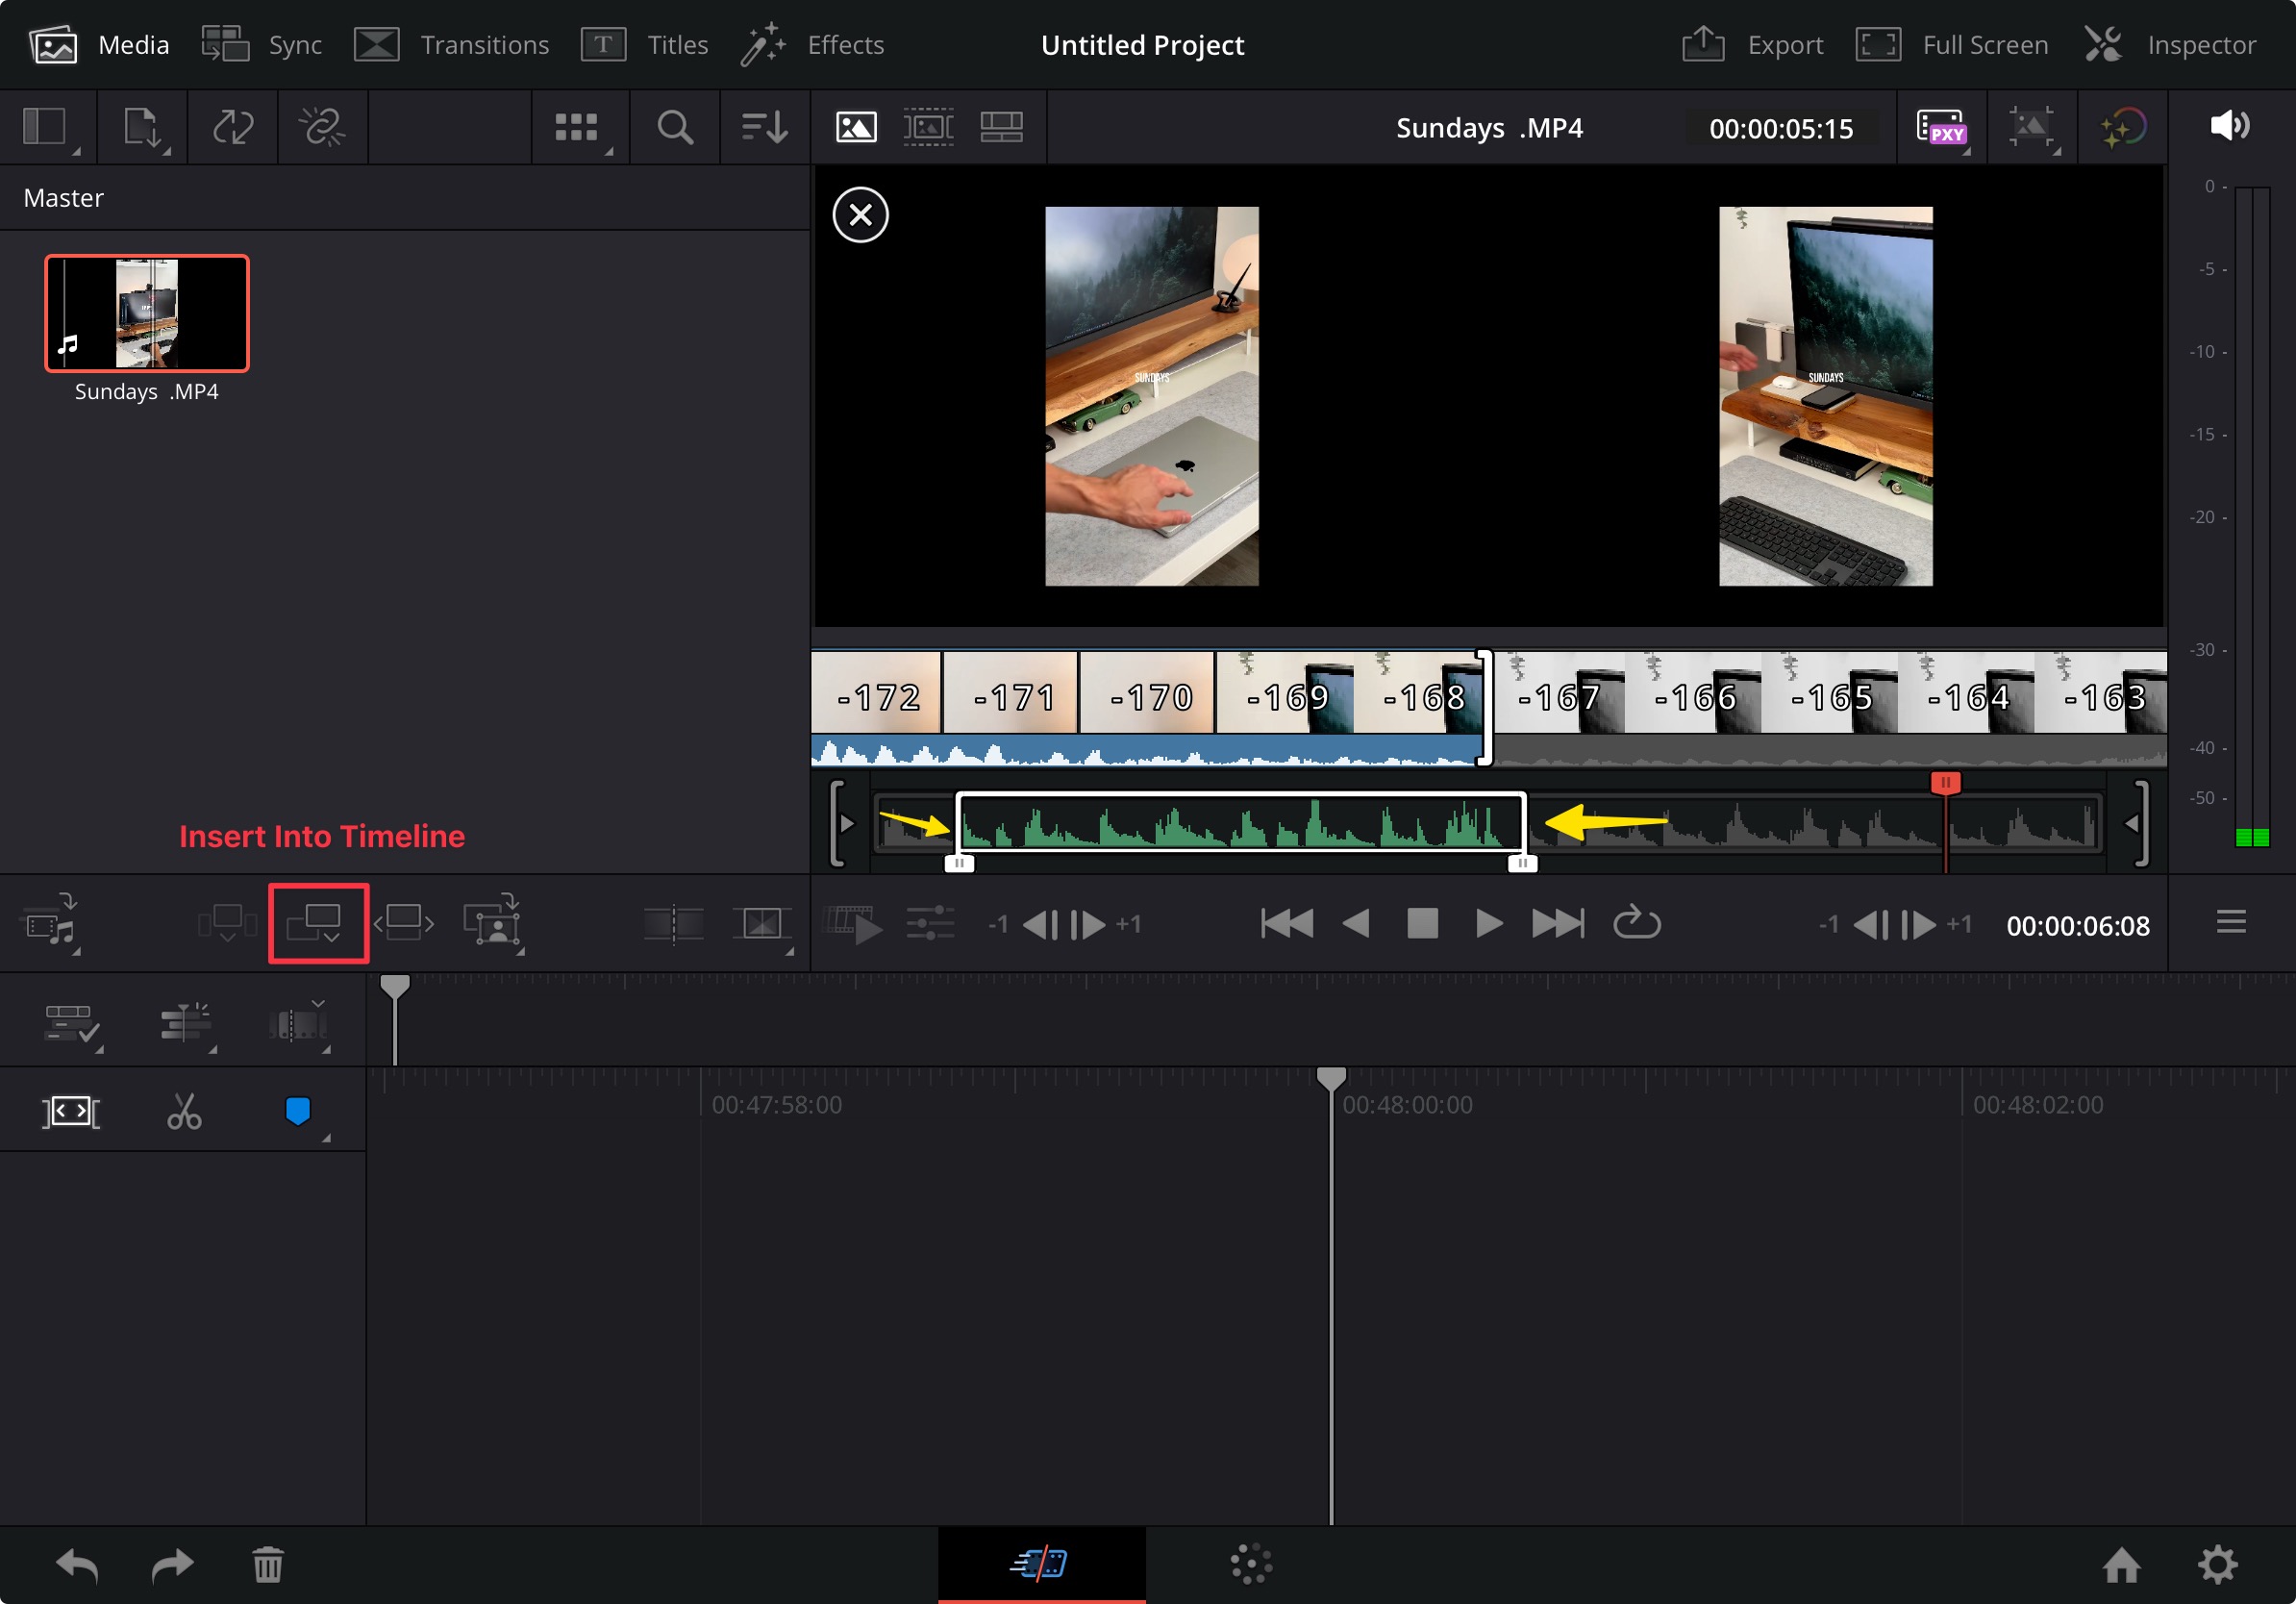 Media Sync Transitions T Titles Effects Untitled Project Export Full Screen Inspector
Sundays .MP4 00:00:05:15 PXY
Master
Sundays .MP4
SUNDAYS SUNDAYS
0
-5
-10
-15
-20
-30
-40
-50
-172 -171 -170 -169 -168 -167 -166 -165 -164 -163
Insert Into Timeline
-1 +1 -1 +1 00:00:06:08
00:47:58:00 00:48:00:00 00:48:02:00